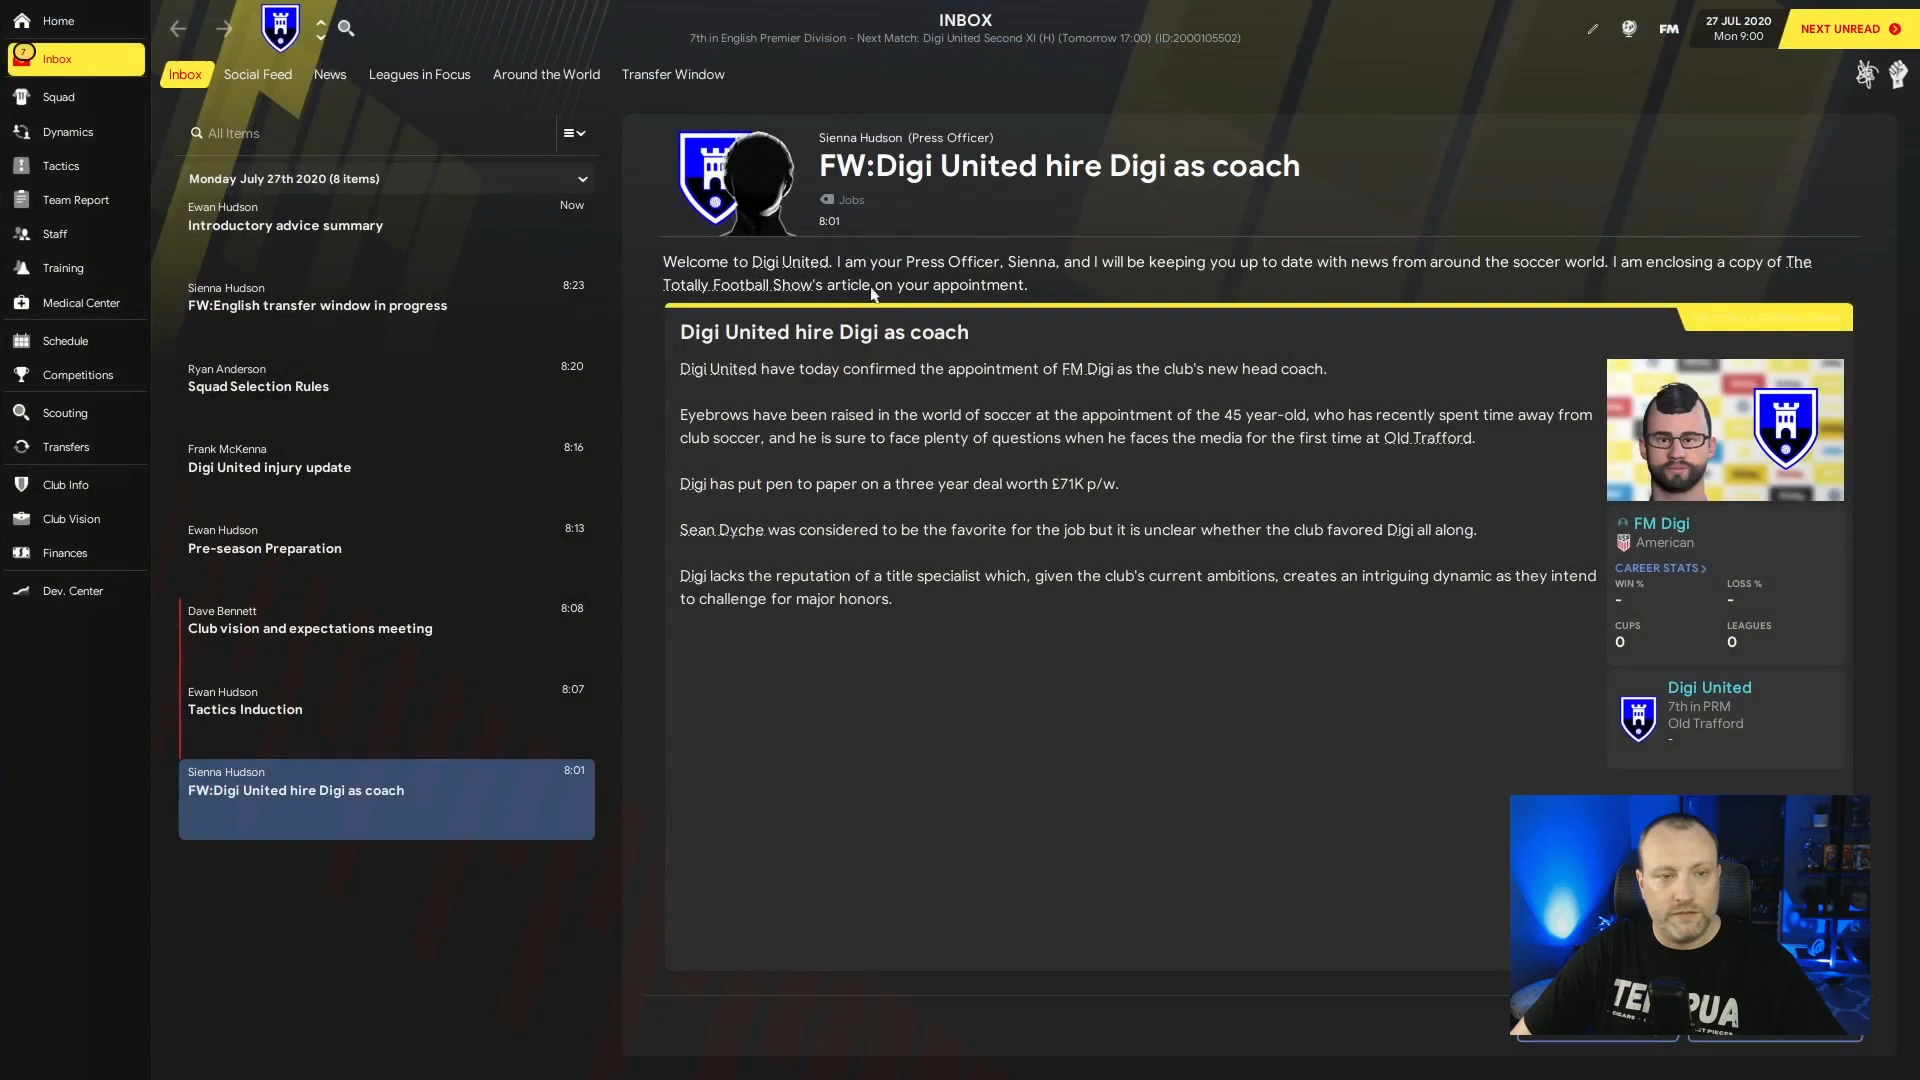 Home
7
Inbox
Squad
Dynamics
Tactics
Team Report
Staff
Training
Medical Center
Schedule
Competitions
Scouting
Transfers
Club Info
Club Vision
Finances
Dev. Center
INBOX
7th in English Premier Division - Next Match: Digi United Second XI (H) (Tomorrow 17:00) (ID:2000105502)
FM
27 JUL 2020
Mon 9:00
NEXT UNREAD
Inbox Social Feed News Leagues in Focus Around the World Transfer Window
All Items
Monday July 27th 2020 (8 items)
Ewan Hudson Now
Introductory advice summary
Sienna Hudson 8:23
FW:English transfer window in progress
Ryan Anderson 8:20
Squad Selection Rules
Frank McKenna 8:16
Digi United injury update
Ewan Hudson 8:13
Pre-season Preparation
Dave Bennett 8:08
Club vision and expectations meeting
Ewan Hudson 8:07
Tactics Induction
Sienna Hudson 8:01
FW:Digi United hire Digi as coach
Sienna Hudson (Press Officer)
FW:Digi United hire Digi as coach
Jobs
8:01
Welcome to Digi United. I am your Press Officer, Sienna, and I will be keeping you up to date with news from around the soccer world. I am enclosing a copy of The
Totally Football Show's article on your appointment.
Digi United hire Digi as coach
Digi United have today confirmed the appointment of FM Digi as the club's new head coach.
Eyebrows have been raised in the world of soccer at the appointment of the 45 year-old, who has recently spent time away from
club soccer, and he is sure to face plenty of questions when he faces the media for the first time at Old Trafford.
Digi has put pen to paper on a three year deal worth £71K p/w.
Sean Dyche was considered to be the favorite for the job but it is unclear whether the club favored Digi all along.
Digi lacks the reputation of a title specialist which, given the club's current ambitions, creates an intriguing dynamic as they intend
to challenge for major honors.
FM Digi
American
CAREER STATS
WIN % LOSS %
- -
CUPS LEAGUES
0 0
Digi United
7th in PRM
Old Trafford
-